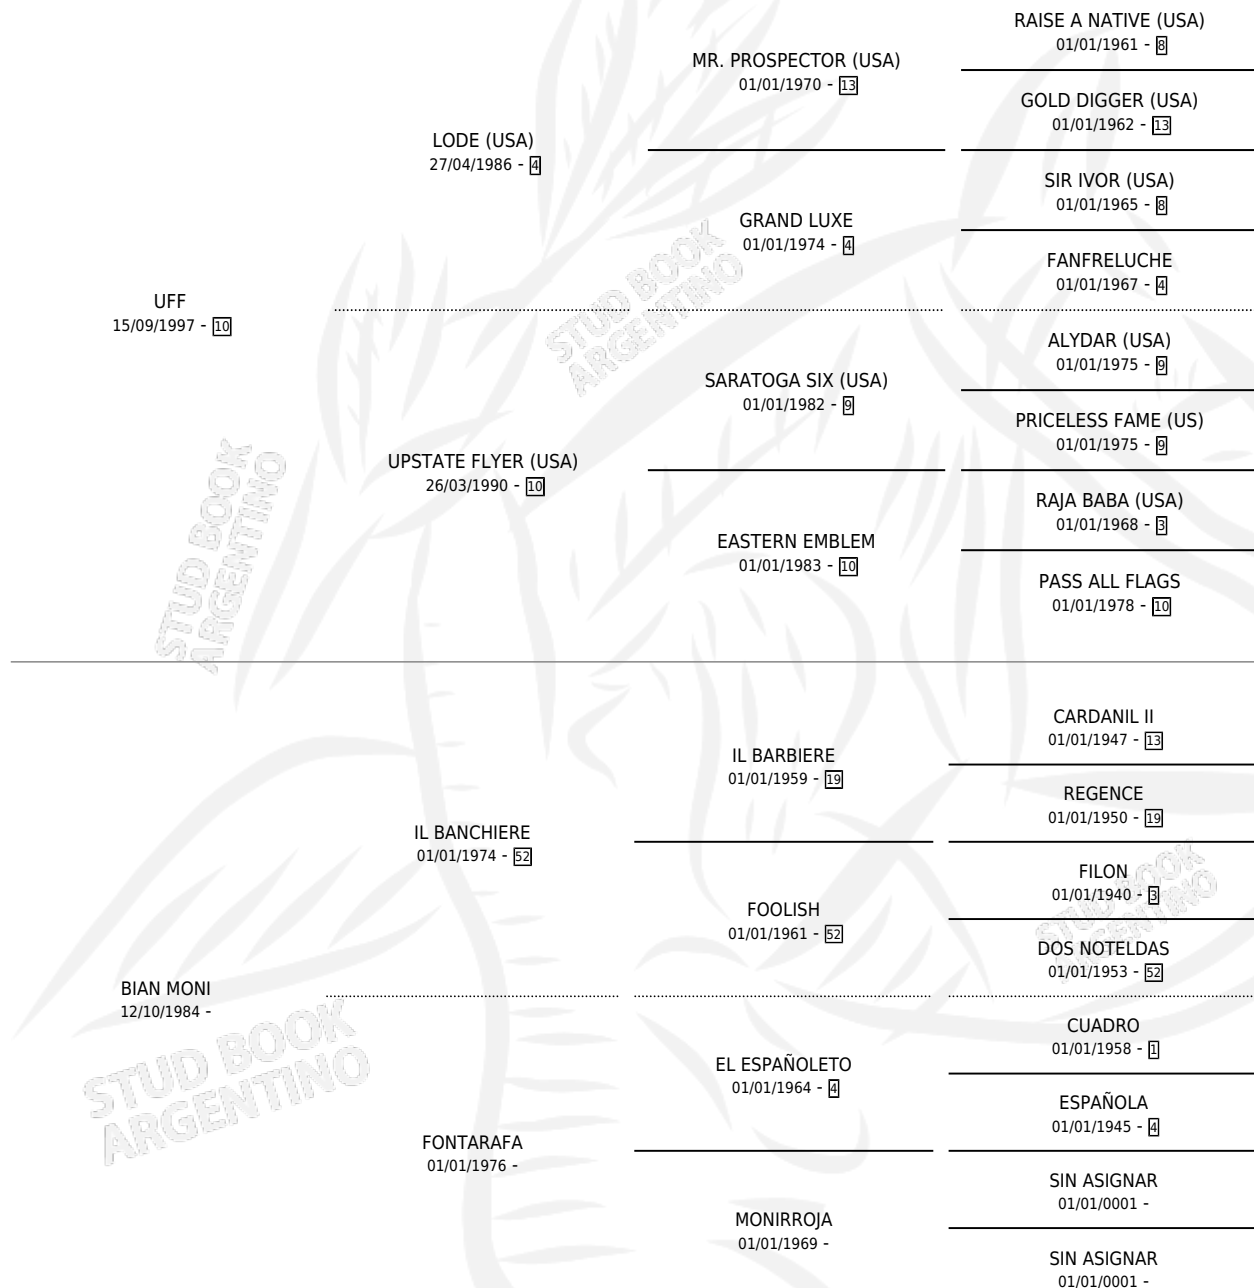 RAISE A NATIVE (USA)
01/01/1961 - 8
MR. PROSPECTOR (USA)
01/01/1970 - 13
GOLD DIGGER (USA)
01/01/1962 - 13
LODE (USA)
27/04/1986 - 4
SIR IVOR (USA)
01/01/1965 - 8
GRAND LUXE
01/01/1974 - 4
FANFRELUCHE
01/01/1967 - 4
UFF
15/09/1997 - 10
STUD BOOK
ARGENTINO
ALYDAR (USA)
01/01/1975 - 9
SARATOGA SIX (USA)
01/01/1982 - 9
PRICELESS FAME (US)
01/01/1975 - 9
UPSTATE FLYER (USA)
26/03/1990 - 10
RAJA BABA (USA)
01/01/1968 - 3
EASTERN EMBLEM
01/01/1983 - 10
PASS ALL FLAGS
01/01/1978 - 10
STUD BOOK
ARGENTINO
CARDANIL II
01/01/1947 - 13
IL BARBIERE
01/01/1959 - 19
REGENCE
01/01/1950 - 19
IL BANCHIERE
01/01/1974 - 52
FILON
01/01/1940 - 3
FOOLISH
01/01/1961 - 52
DOS NOTELDAS
01/01/1953 - 52
STUD BOOK
ARGENTINO
BIAN MONI
12/10/1984 -
CUADRO
01/01/1958 - 1
EL ESPAÑOLETO
01/01/1964 - 4
ESPAÑOLA
01/01/1945 - 4
STUD BOOK
ARGENTINO
FONTARAFA
01/01/1976 -
SIN ASIGNAR
01/01/0001 -
MONIRROJA
01/01/1969 -
SIN ASIGNAR
01/01/0001 -